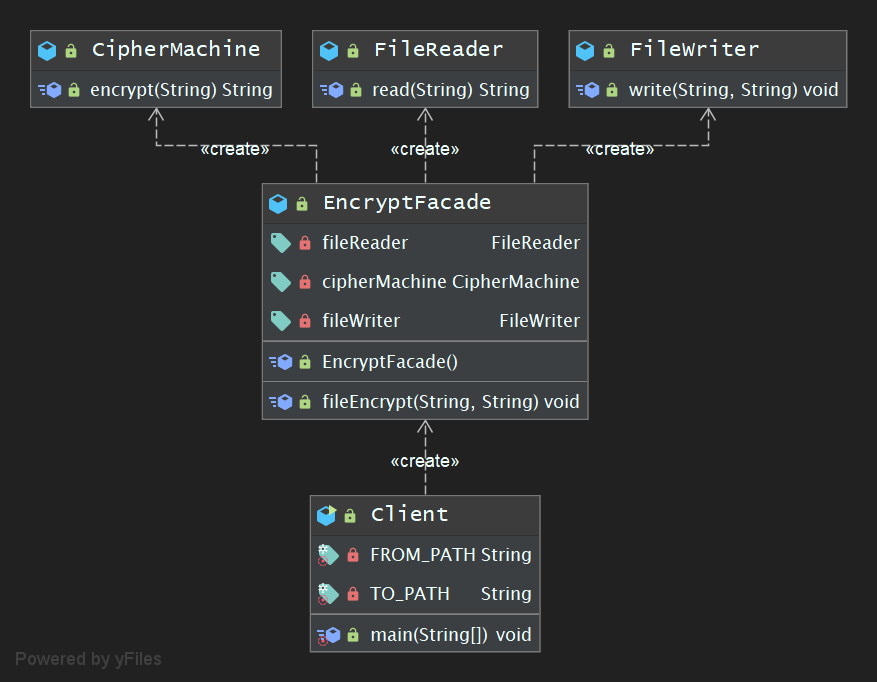 CipherMachine
encrypt(String) String
FileReader
read(String) String
FileWriter
write(String, String) void
«create»
«create»
«create»
EncryptFacade
fileReader FileReader
cipherMachine CipherMachine
fileWriter FileWriter
EncryptFacade()
fileEncrypt(String, String) void
«create»
Client
FROM_PATH String
TO_PATH String
main(String[]) void
Powered by yFiles